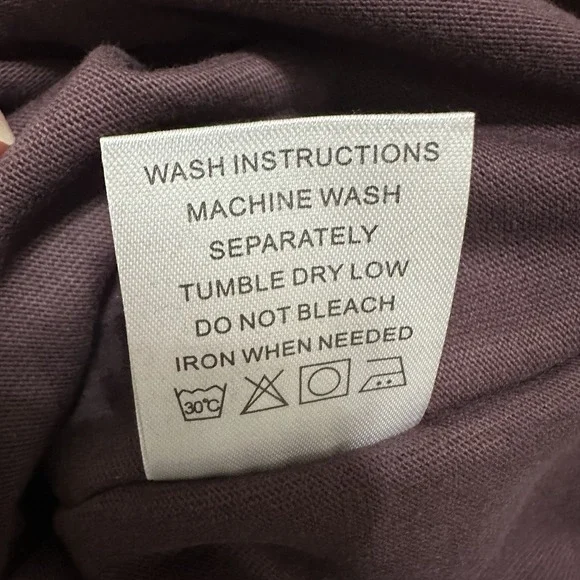 WASH INSTRUCTIONS
MACHINE WASH
SEPARATELY
TUMBLE DRY LOW
DO NOT BLEACH
IRON WHEN NEEDED
30°C